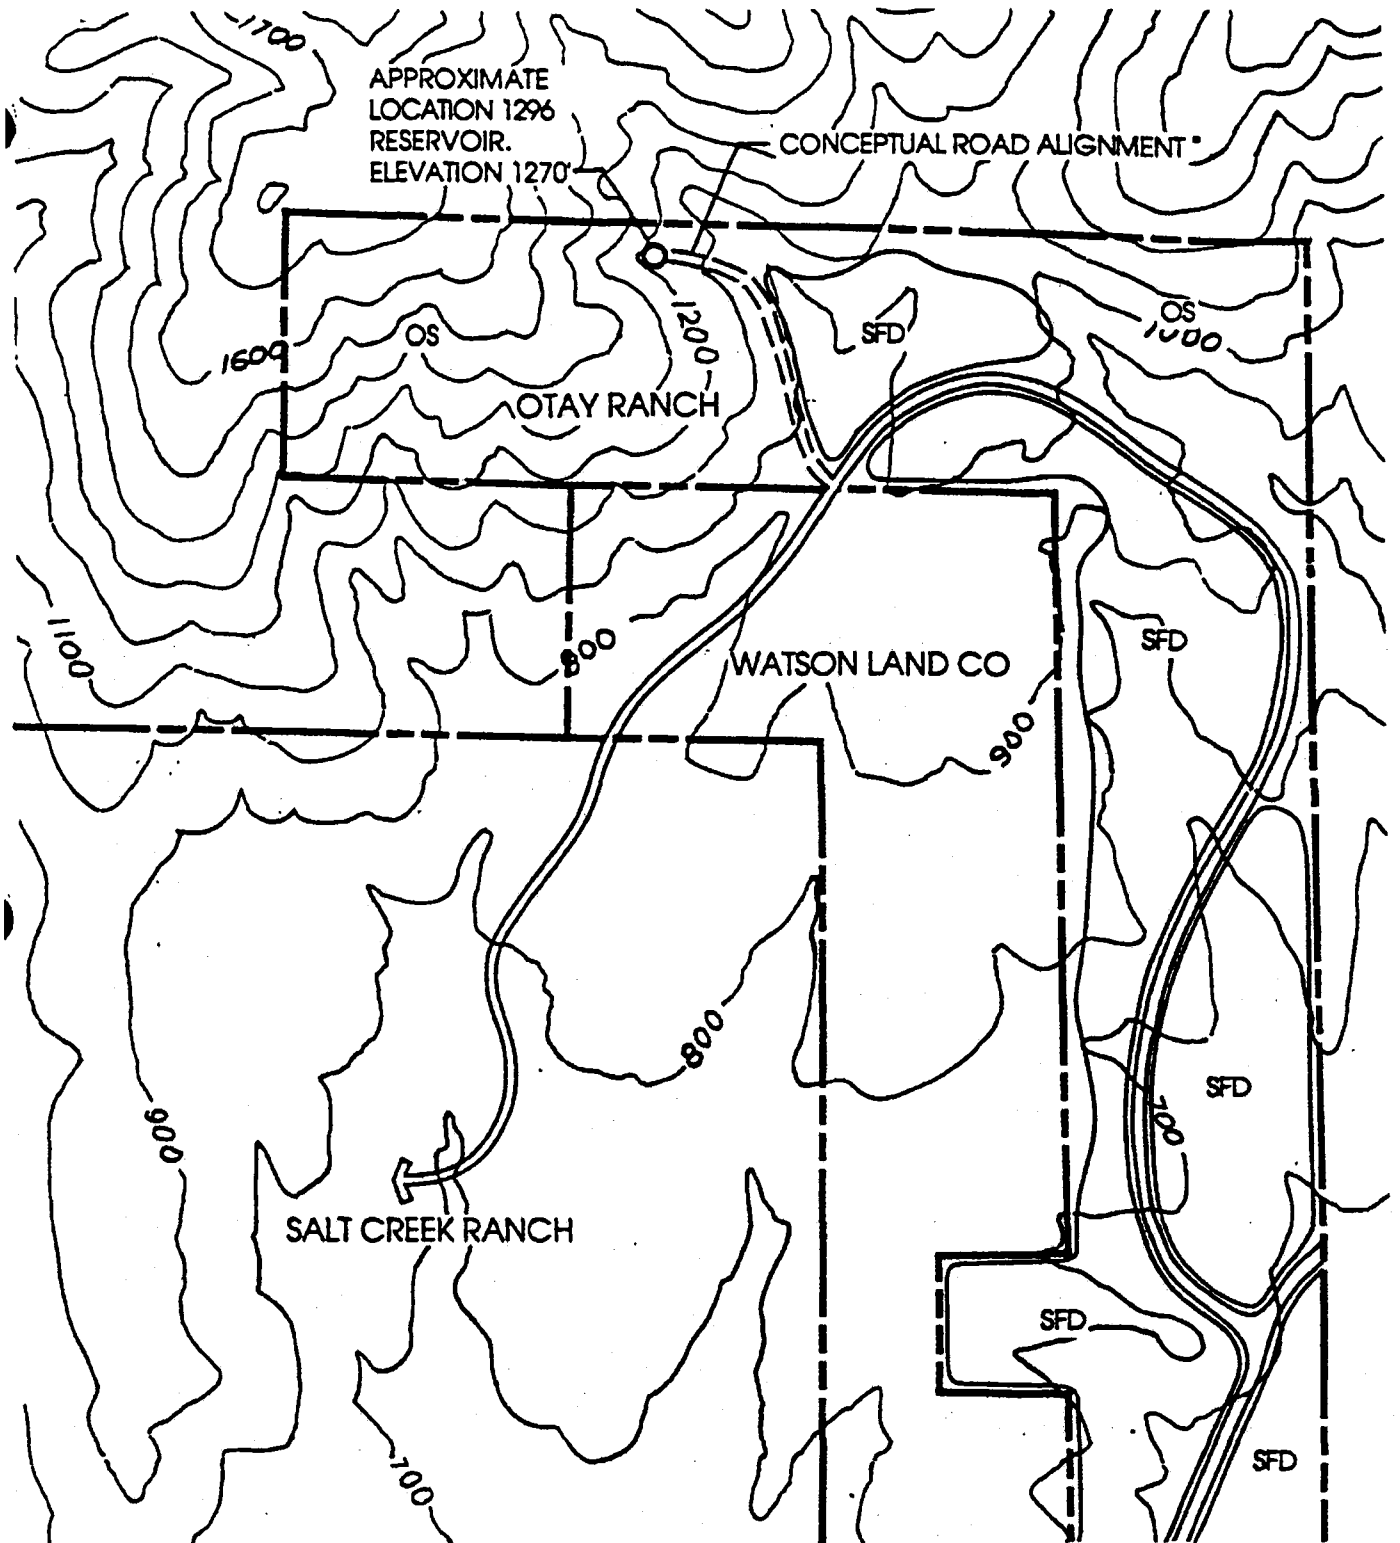 1700
APPROXIMATE
LOCATION 1296
RESERVOIR.
ELEVATION 1270'
CONCEPTUAL ROAD ALIGNMENT*
1200
OS
SFD
OS
1000
1600
OTAY RANCH
1100
800
SFD
WATSON LAND CO
900
800
SFD
900
700
SALT CREEK RANCH
SFD
SFD
700